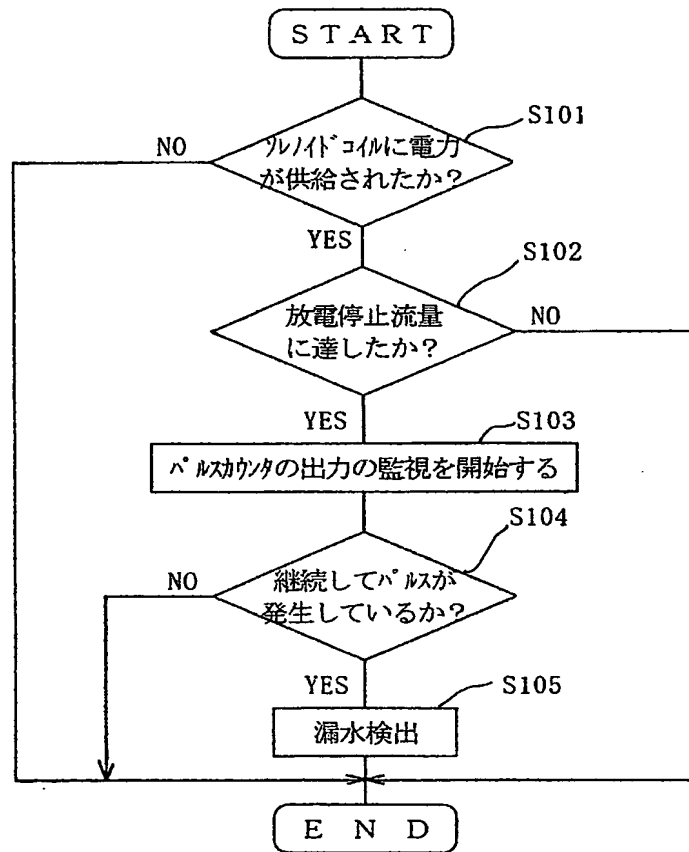 START
S101
NO
ソレノイドコイルに電力
が供給されたか?
YES
S102
放電停止流量
に達したか?
NO
YES
S103
パルスカウンタの出力の監視を開始する
S104
NO
継続してパルスが
発生しているか?
YES
S105
漏水検出
END